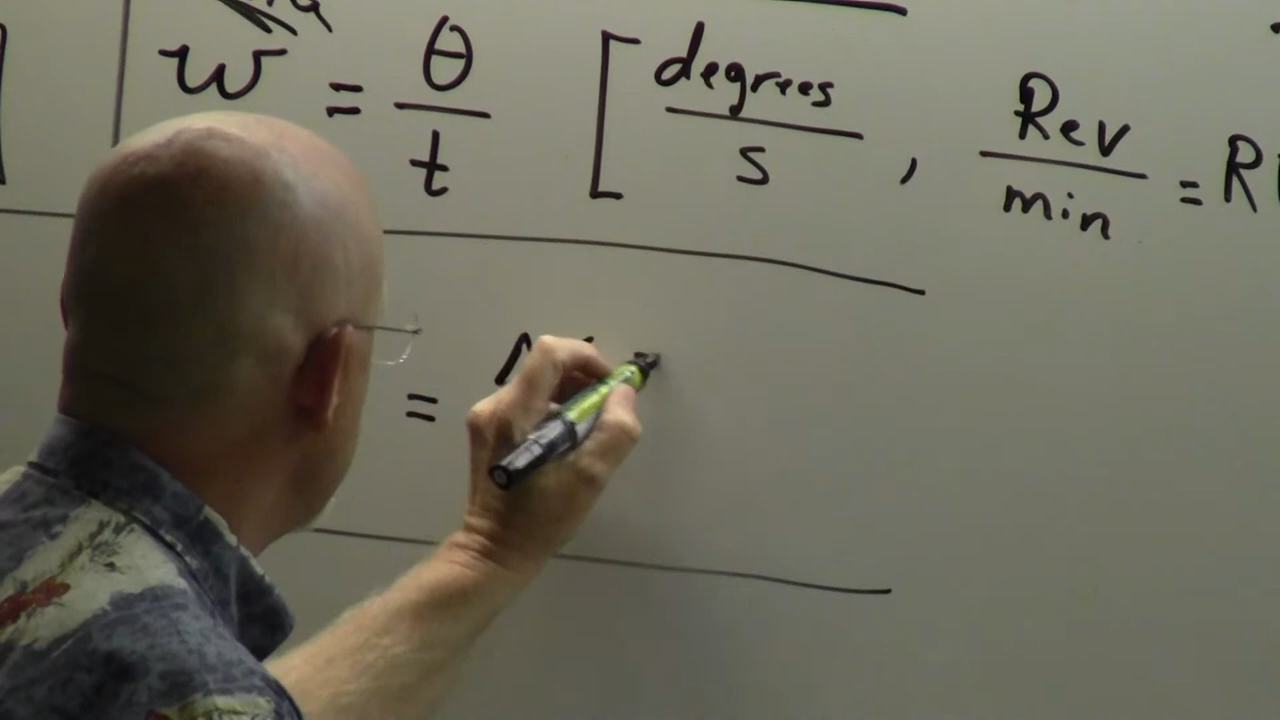 w = θ/t [degrees/s, Rev/min = R
=